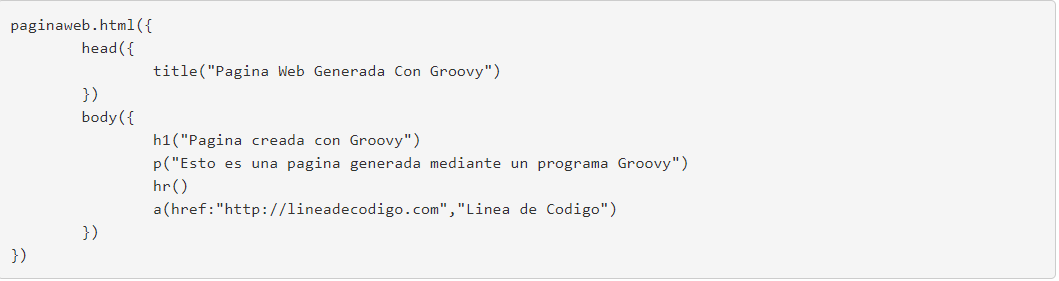 paginaweb.html({
        head({
                title("Pagina Web Generada Con Groovy")
        })
        body({
                h1("Pagina creada con Groovy")
                p("Esto es una pagina generada mediante un programa Groovy")
                hr()
                a(href:"http://lineadecodigo.com","Linea de Codigo")
        })
})